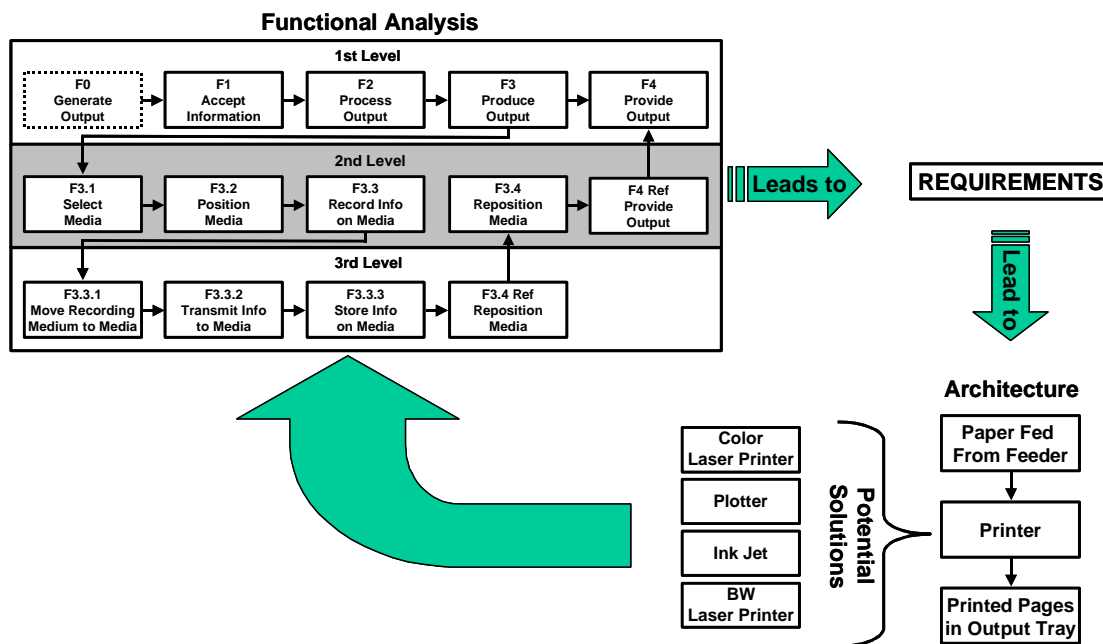 Functional Analysis
1st Level
F0
Generate
Output
F1
Accept
Information
F2
Process
Output
F3
Produce
Output
F4
Provide
Output
2nd Level
F3.1
Select
Media
F3.2
Position
Media
F3.3
Record Info
on Media
F3.4
Reposition
Media
F4 Ref
Provide
Output
3rd Level
F3.3.1
Move Recording
Medium to Media
F3.3.2
Transmit Info
to Media
F3.3.3
Store Info
on Media
F3.4 Ref
Reposition
Media
Leads to
REQUIREMENTS
Lead to
Architecture
Paper Fed
From Feeder
Printer
Printed Pages
in Output Tray
Potential
Solutions
Color
Laser Printer
Plotter
Ink Jet
BW
Laser Printer